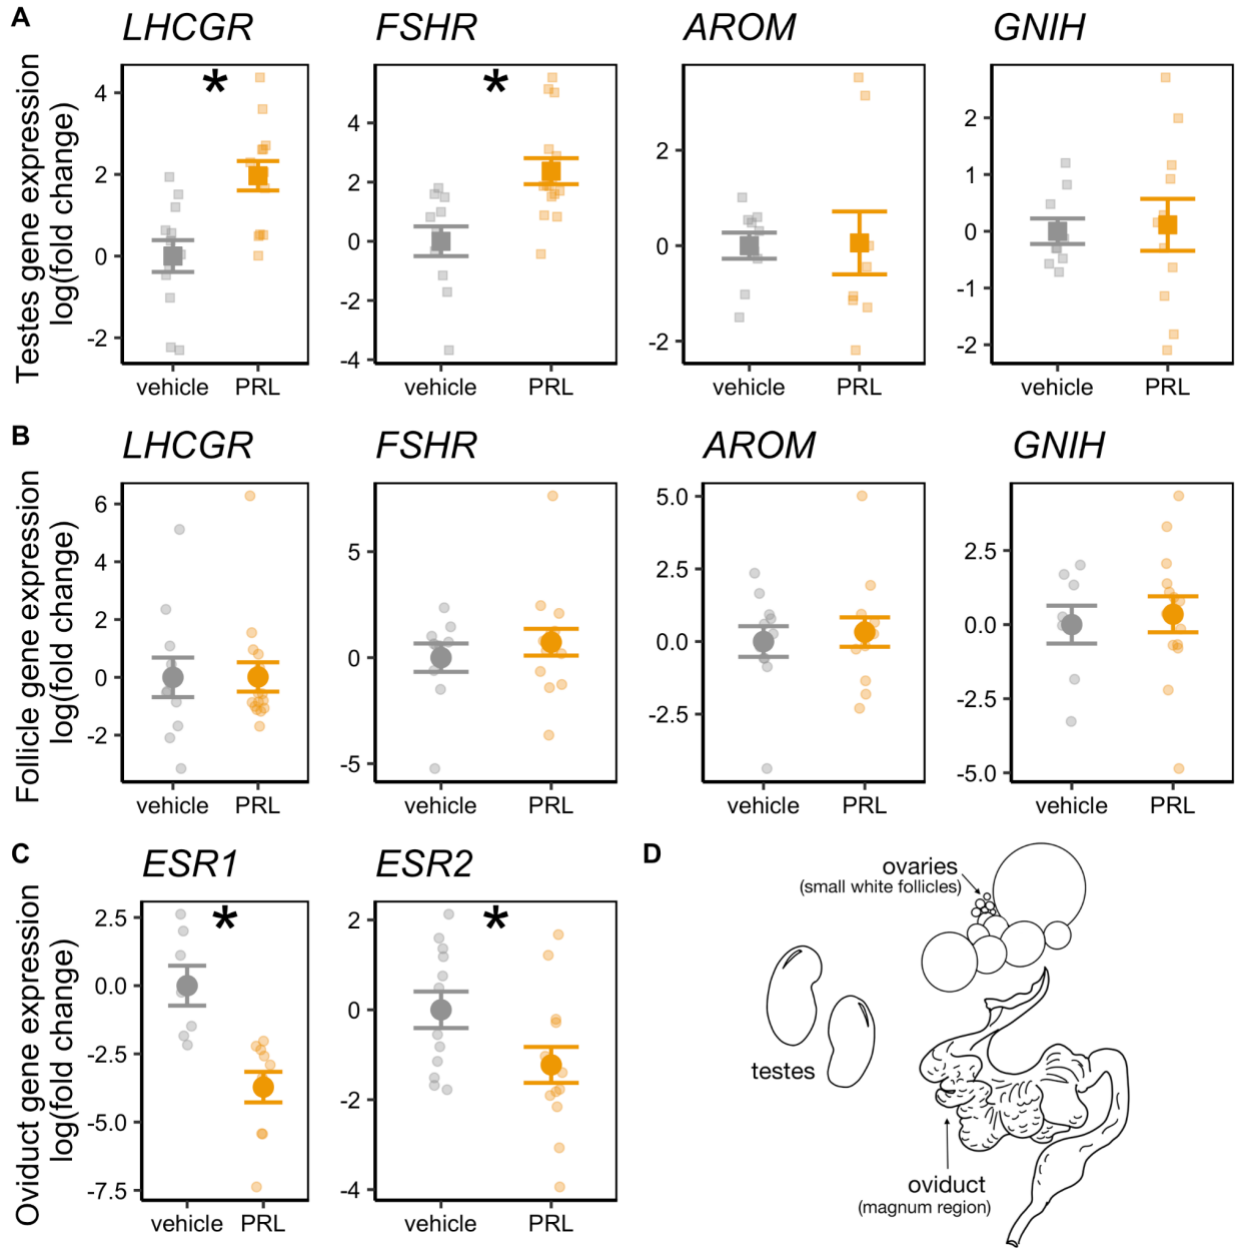 A
LHCGR FSHR AROM GNIH
Testes gene expression
log(fold change)
*
*
4
2
0
-2
4
2
0
-2
-4
2
0
-2
2
1
0
-1
-2
vehicle PRL vehicle PRL vehicle PRL vehicle PRL
B
LHCGR FSHR AROM GNIH
Follicle gene expression
log(fold change)
6
4
2
0
-2
5
0
-5
5.0
2.5
0.0
-2.5
2.5
0.0
-2.5
-5.0
vehicle PRL vehicle PRL vehicle PRL vehicle PRL
C
ESR1 ESR2
Oviduct gene expression
log(fold change)
*
*
2.5
0.0
-2.5
-5.0
-7.5
2
0
-2
-4
vehicle PRL vehicle PRL
D
ovaries
(small white follicles)
testes
oviduct
(magnum region)